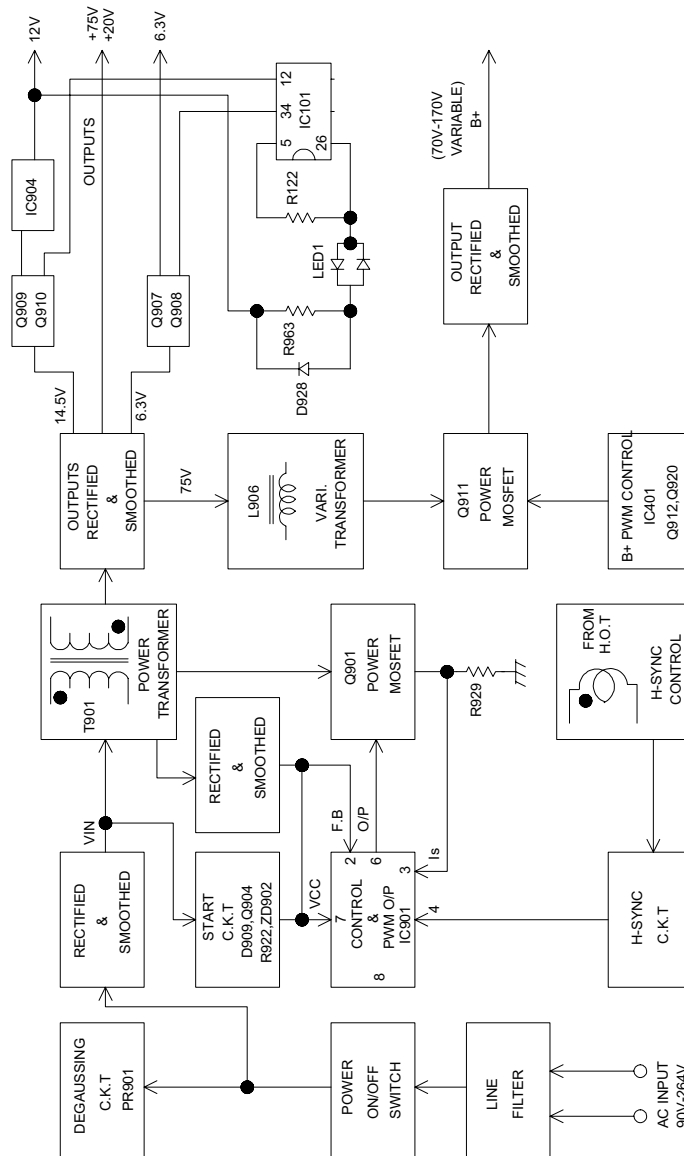 12V
+75V
+20V
6.3V
OUTPUTS
IC904
Q909
Q910
Q907
Q908
14.5V
6.3V
12
34
IC101
5
26
R122
LED1
R963
D928
(70V-170V
VARIABLE)
B+
OUTPUT
RECTIFIED
&
SMOOTHED
OUTPUTS
RECTIFIED
&
SMOOTHED
75V
L906
VARI.
TRANSFORMER
Q911
POWER
MOSFET
B+ PWM CONTROL
IC401
Q912,Q920
T901
POWER
TRANSFORMER
RECTIFIED
&
SMOOTHED
Q901
POWER
MOSFET
R929
FROM
H.O.T
H-SYNC
CONTROL
VIN
RECTIFIED
&
SMOOTHED
START
C.K.T
D909,Q904
R922,ZD902
VCC
F.B
O/P
Is
7
2
6
3
4
8
CONTROL
&
PWM O/P
IC901
H-SYNC
C.K.T
DEGAUSSING
C.K.T
PR901
POWER
ON/OFF
SWITCH
LINE
FILTER
AC INPUT
90V-264V